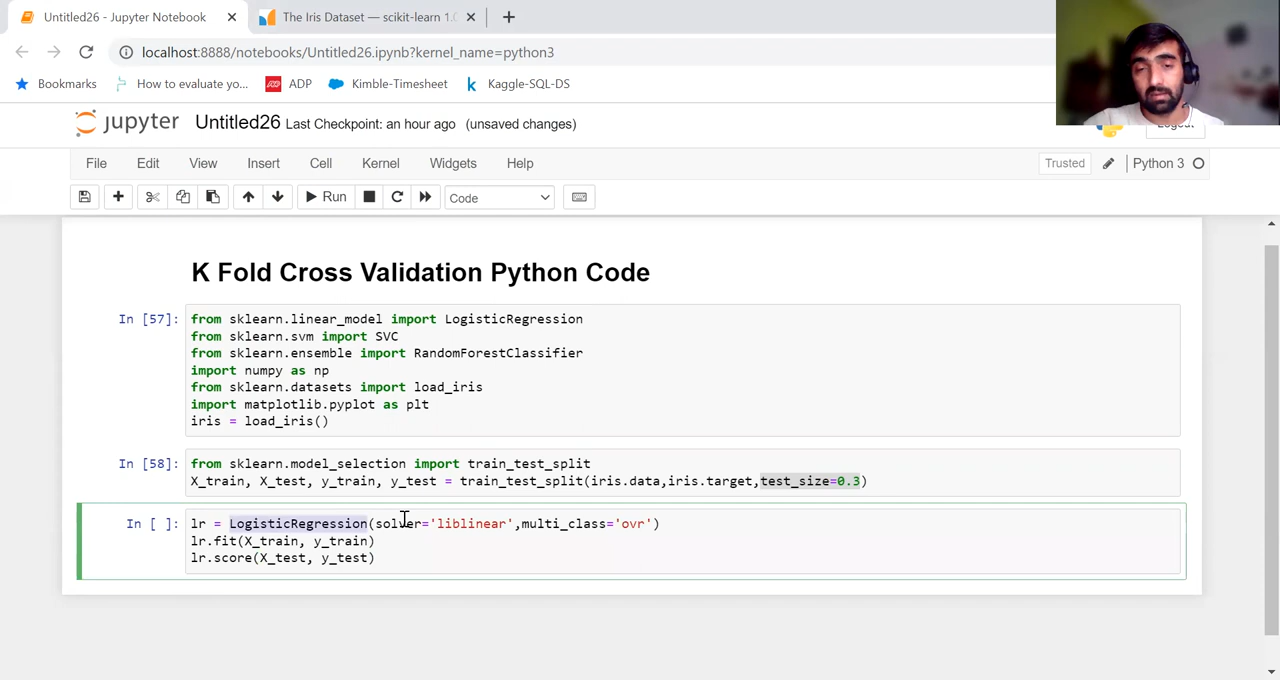 Untitled26 - Jupyter Notebook
The Iris Dataset — scikit-learn 1.0
localhost:8888/notebooks/Untitled26.ipynb?kernel_name=python3
Bookmarks
How to evaluate yo...
ADP
Kimble-Timesheet
Kaggle-SQL-DS
jupyter
Untitled26 Last Checkpoint: an hour ago (unsaved changes)
Logout
File Edit View Insert Cell Kernel Widgets Help
Trusted
Python 3
Run
Code
K Fold Cross Validation Python Code
In [57]: from sklearn.linear_model import LogisticRegression
from sklearn.svm import SVC
from sklearn.ensemble import RandomForestClassifier
import numpy as np
from sklearn.datasets import load_iris
import matplotlib.pyplot as plt
iris = load_iris()
In [58]: from sklearn.model_selection import train_test_split
X_train, X_test, y_train, y_test = train_test_split(iris.data,iris.target,test_size=0.3)
In [ ]: lr = LogisticRegression(solver='liblinear',multi_class='ovr')
lr.fit(X_train, y_train)
lr.score(X_test, y_test)